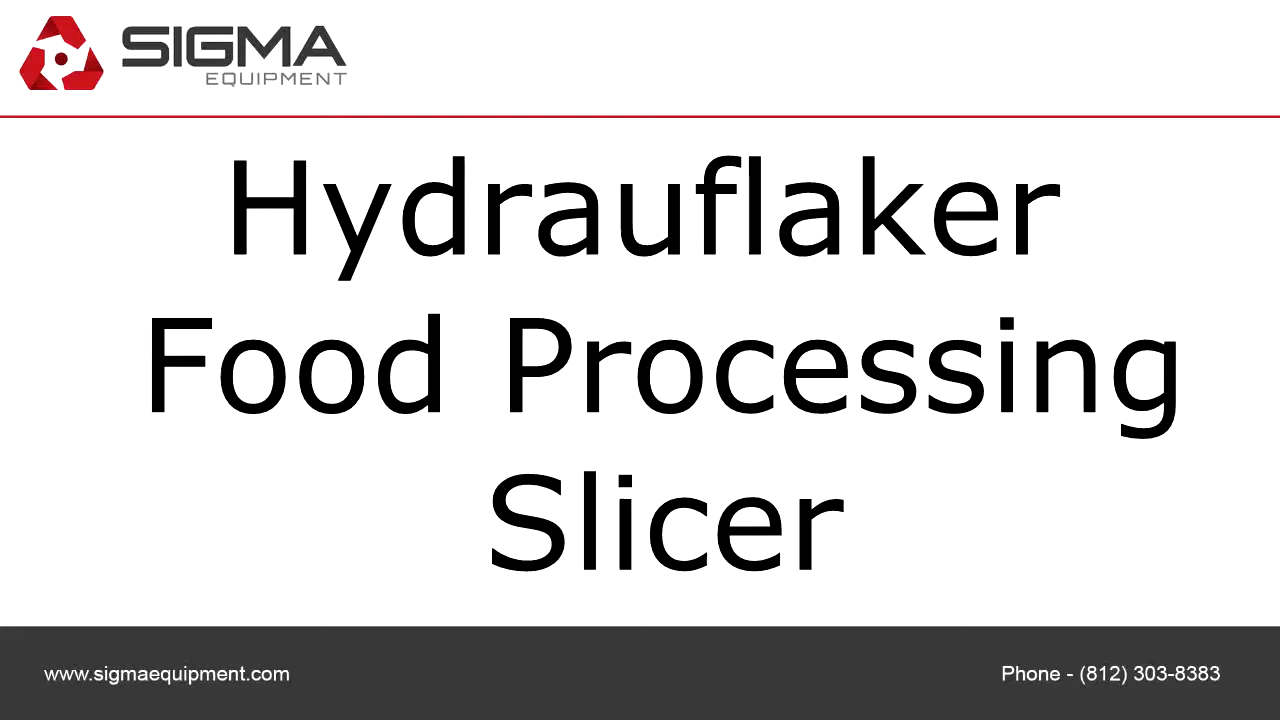 SIGMA
EQUIPMENT
Hydrauflaker
Food Processing
Slicer
www.sigmaequipment.com
Phone - (812) 303-8383